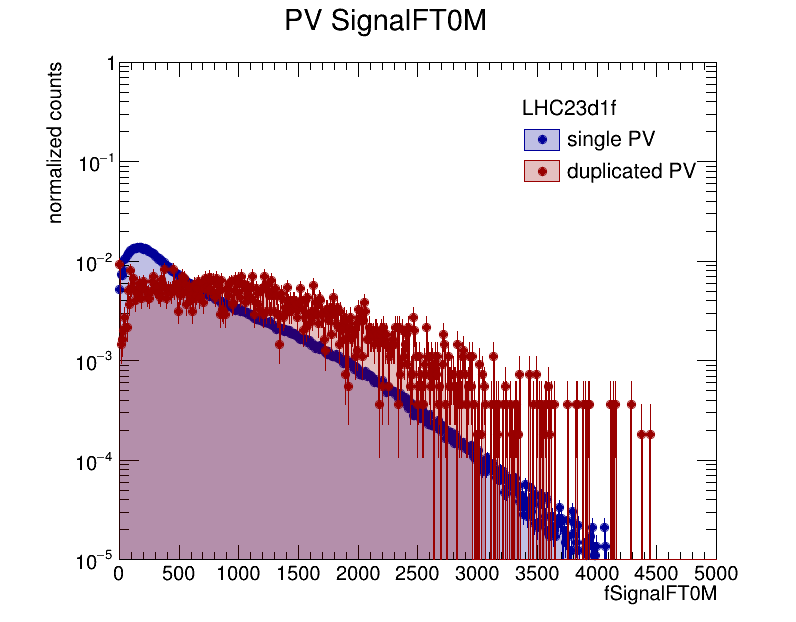 PV SignalFT0M
normalized counts
1
10⁻¹
10⁻²
10⁻³
10⁻⁴
10⁻⁵
LHC23d1f
single PV
duplicated PV
0 500 1000 1500 2000 2500 3000 3500 4000 4500 5000
fSignalFT0M